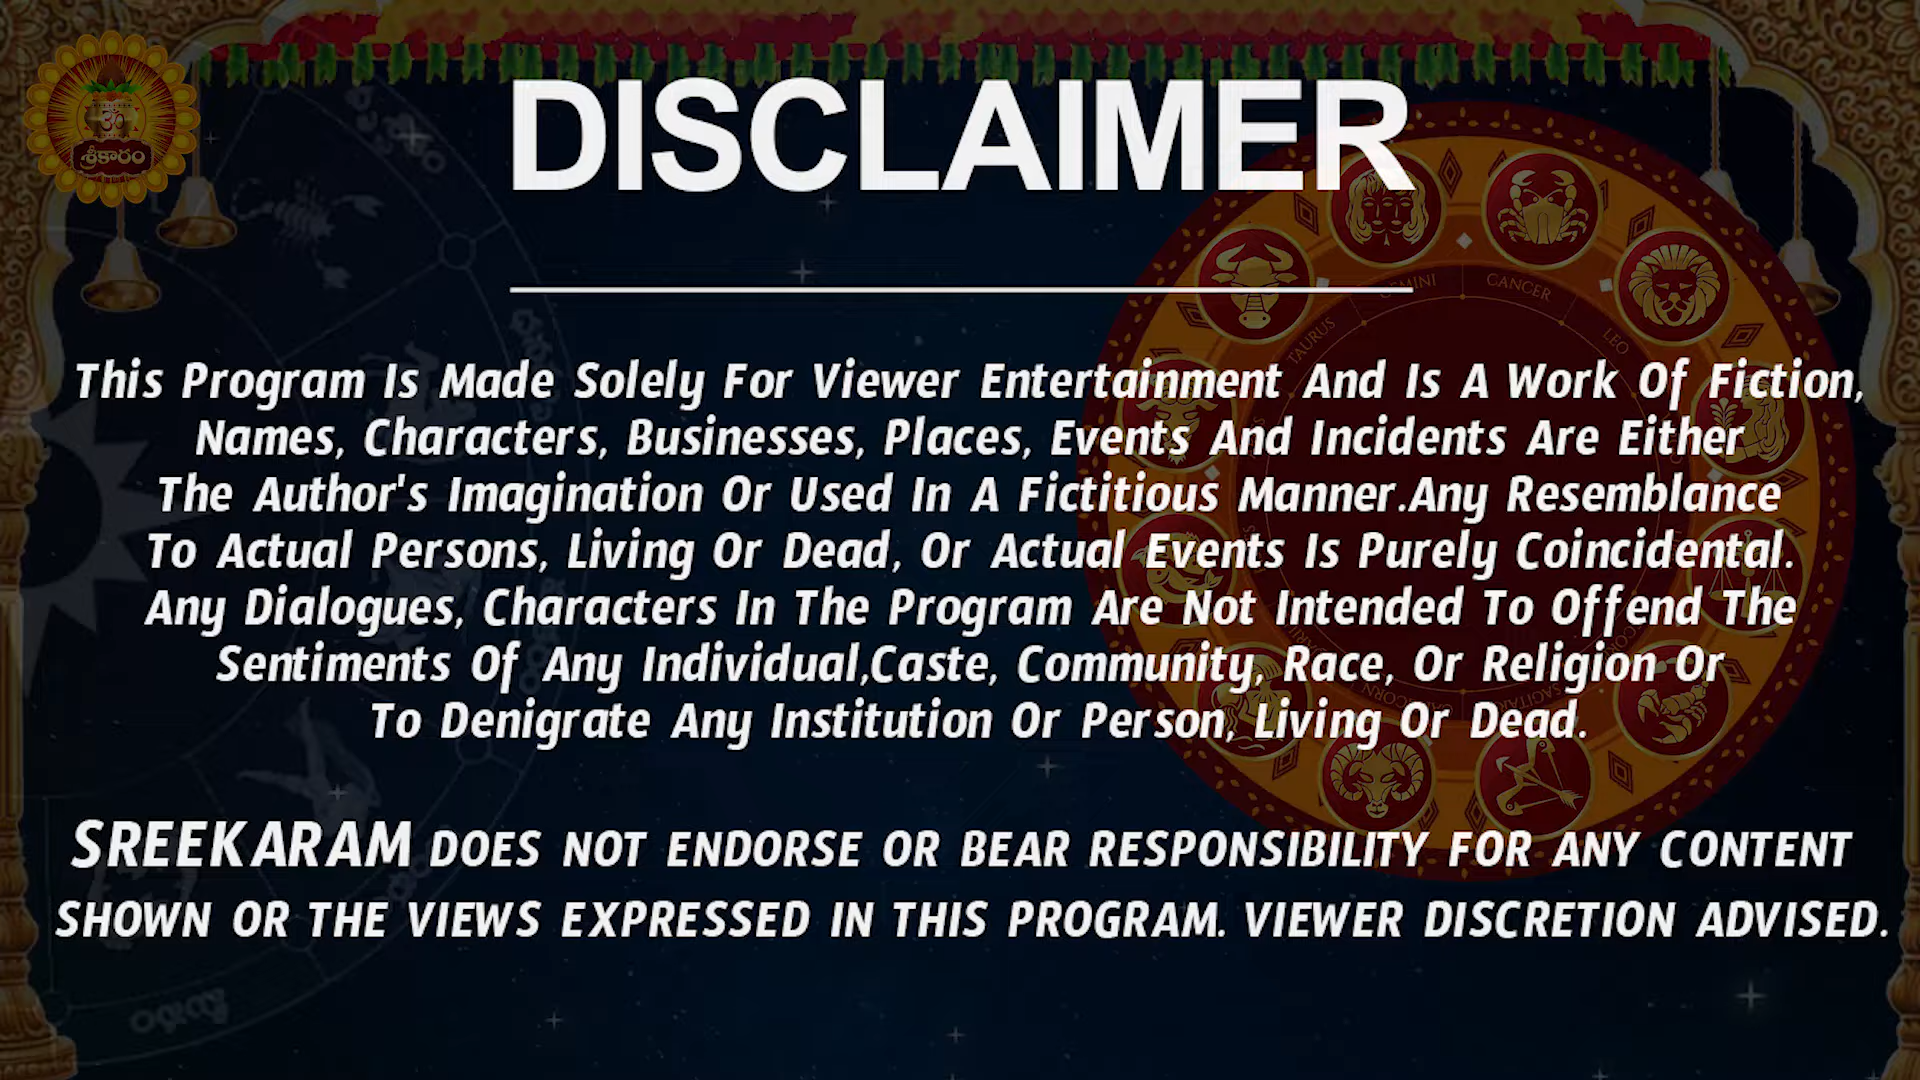 శ్రీకారం
DISCLAIMER
GEMINI
CANCER
TAURUS
LEO
This Program Is Made Solely For Viewer Entertainment And Is A Work Of Fiction,
Names, Characters, Businesses, Places, Events And Incidents Are Either
The Author's Imagination Or Used In A Fictitious Manner.Any Resemblance
To Actual Persons, Living Or Dead, Or Actual Events Is Purely Coincidental.
Any Dialogues, Characters In The Program Are Not Intended To Offend The
Sentiments Of Any Individual,Caste, Community, Race, Or Religion Or
To Denigrate Any Institution Or Person, Living Or Dead.
SREEKARAM DOES NOT ENDORSE OR BEAR RESPONSIBILITY FOR ANY CONTENT
SHOWN OR THE VIEWS EXPRESSED IN THIS PROGRAM. VIEWER DISCRETION ADVISED.